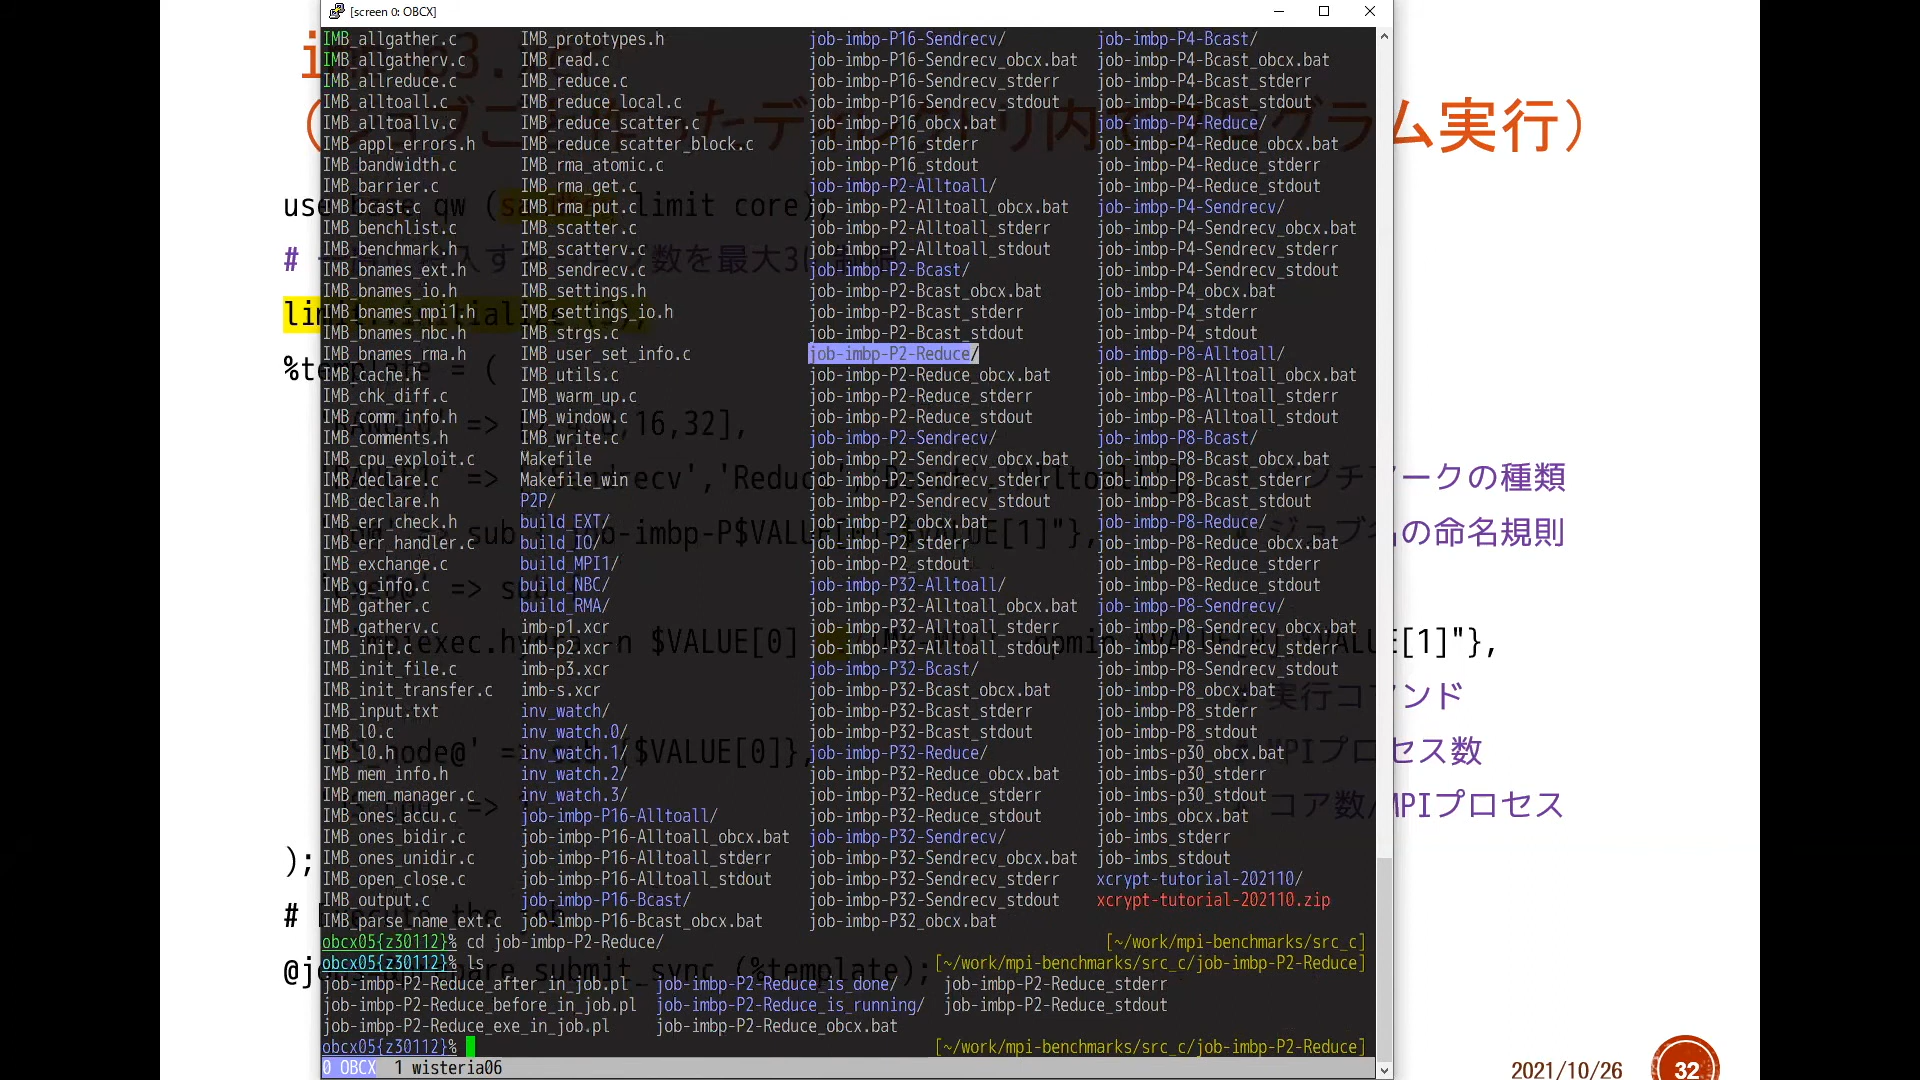 [screen 0: OBCX]
IMB_allgather.c IMB_prototypes.h job-imbp-P16-Sendrecv/ job-imbp-P4-Bcast/
IMB_allgatherv.c IMB_read.c job-imbp-P16-Sendrecv_obcx.bat job-imbp-P4-Bcast_obcx.bat
IMB_allreduce.c IMB_reduce.c job-imbp-P16-Sendrecv_stderr job-imbp-P4-Bcast_stderr
IMB_alltoall.c IMB_reduce_local.c job-imbp-P16-Sendrecv_stdout job-imbp-P4-Bcast_stdout
IMB_alltoallv.c IMB_reduce_scatter.c job-imbp-P16_obcx.bat job-imbp-P4-Reduce/
IMB_appl_errors.h IMB_reduce_scatter_block.c job-imbp-P16_stderr job-imbp-P4-Reduce_obcx.bat
IMB_bandwidth.c IMB_rma_atomic.c job-imbp-P16_stdout job-imbp-P4-Reduce_stderr
IMB_barrier.c IMB_rma_get.c job-imbp-P2-Alltoall/ job-imbp-P4-Reduce_stdout
IMB_bcast.c IMB_rma_put.c job-imbp-P2-Alltoall_obcx.bat job-imbp-P4-Sendrecv/
IMB_benchlist.c IMB_scatter.c job-imbp-P2-Alltoall_stderr job-imbp-P4-Sendrecv_obcx.bat
IMB_benchmark.h IMB_scatterv.c job-imbp-P2-Alltoall_stdout job-imbp-P4-Sendrecv_stderr
IMB_bnames_ext.h IMB_sendrecv.c job-imbp-P2-Bcast/ job-imbp-P4-Sendrecv_stdout
IMB_bnames_io.h IMB_settings.h job-imbp-P2-Bcast_obcx.bat job-imbp-P4_obcx.bat
IMB_bnames_mpi1.h IMB_settings_io.h job-imbp-P2-Bcast_stderr job-imbp-P4_stderr
IMB_bnames_nbc.h IMB_strgs.c job-imbp-P2-Bcast_stdout job-imbp-P4_stdout
IMB_bnames_rma.h IMB_user_set_info.c job-imbp-P2-Reduce/ job-imbp-P8-Alltoall/
IMB_cache.h IMB_utils.c job-imbp-P2-Reduce_obcx.bat job-imbp-P8-Alltoall_obcx.bat
IMB_chk_diff.c IMB_warm_up.c job-imbp-P2-Reduce_stderr job-imbp-P8-Alltoall_stderr
IMB_comm_info.h IMB_window.c job-imbp-P2-Reduce_stdout job-imbp-P8-Alltoall_stdout
IMB_comments.h IMB_write.c job-imbp-P2-Sendrecv/ job-imbp-P8-Bcast/
IMB_cpu_exploit.c Makefile job-imbp-P2-Sendrecv_obcx.bat job-imbp-P8-Bcast_obcx.bat
IMB_declare.c Makefile_win job-imbp-P2-Sendrecv_stderr job-imbp-P8-Bcast_stderr
IMB_declare.h P2P/ job-imbp-P2-Sendrecv_stdout job-imbp-P8-Bcast_stdout
IMB_err_check.h build_EXT/ job-imbp-P2_obcx.bat job-imbp-P8-Reduce/
IMB_err_handler.c build_IO/ job-imbp-P2_stderr job-imbp-P8-Reduce_obcx.bat
IMB_exchange.c build_MPI1/ job-imbp-P2_stdout job-imbp-P8-Reduce_stderr
IMB_g_info.c build_NBC/ job-imbp-P32-Alltoall/ job-imbp-P8-Reduce_stdout
IMB_gather.c build_RMA/ job-imbp-P32-Alltoall_obcx.bat job-imbp-P8-Sendrecv/
IMB_gatherv.c imb-p1.xcr job-imbp-P32-Alltoall_stderr job-imbp-P8-Sendrecv_obcx.bat
IMB_init.c imb-p2.xcr job-imbp-P32-Alltoall_stdout job-imbp-P8-Sendrecv_stderr
IMB_init_file.c imb-p3.xcr job-imbp-P32-Bcast/ job-imbp-P8-Sendrecv_stdout
IMB_init_transfer.c imb-s.xcr job-imbp-P32-Bcast_obcx.bat job-imbp-P8_obcx.bat
IMB_input.txt inv_watch/ job-imbp-P32-Bcast_stderr job-imbp-P8_stderr
IMB_l0.c inv_watch.0/ job-imbp-P32-Bcast_stdout job-imbp-P8_stdout
IMB_l0.h inv_watch.1/ job-imbp-P32-Reduce/ job-imbs-p30_obcx.bat
IMB_mem_info.h inv_watch.2/ job-imbp-P32-Reduce_obcx.bat job-imbs-p30_stderr
IMB_mem_manager.c inv_watch.3/ job-imbp-P32-Reduce_stderr job-imbs-p30_stdout
IMB_ones_accu.c job-imbp-P16-Alltoall/ job-imbp-P32-Reduce_stdout job-imbs_obcx.bat
IMB_ones_bidir.c job-imbp-P16-Alltoall_obcx.bat job-imbp-P32-Sendrecv/ job-imbs_stderr
IMB_ones_unidir.c job-imbp-P16-Alltoall_stderr job-imbp-P32-Sendrecv_obcx.bat job-imbs_stdout
IMB_open_close.c job-imbp-P16-Alltoall_stdout job-imbp-P32-Sendrecv_stderr xcrypt-tutorial-202110/
IMB_output.c job-imbp-P16-Bcast/ job-imbp-P32-Sendrecv_stdout xcrypt-tutorial-202110.zip
IMB_parse_name_ext.c job-imbp-P16-Bcast_obcx.bat job-imbp-P32_obcx.bat
obcx05{z30112}% cd job-imbp-P2-Reduce/ [~/work/mpi-benchmarks/src_c]
obcx05{z30112}% ls [~/work/mpi-benchmarks/src_c/job-imbp-P2-Reduce]
job-imbp-P2-Reduce_after_in_job.pl job-imbp-P2-Reduce_is_done/ job-imbp-P2-Reduce_stderr
job-imbp-P2-Reduce_before_in_job.pl job-imbp-P2-Reduce_is_running/ job-imbp-P2-Reduce_stdout
job-imbp-P2-Reduce_exe_in_job.pl job-imbp-P2-Reduce_obcx.bat
obcx05{z30112}% [~/work/mpi-benchmarks/src_c/job-imbp-P2-Reduce]
0 OBCX 1 wisteria06
ム実行）
use
#
%
ークの種類
の命名規則
E[1]"},
ンド
セス数
MPIプロセス
);
#
2021/10/26
32